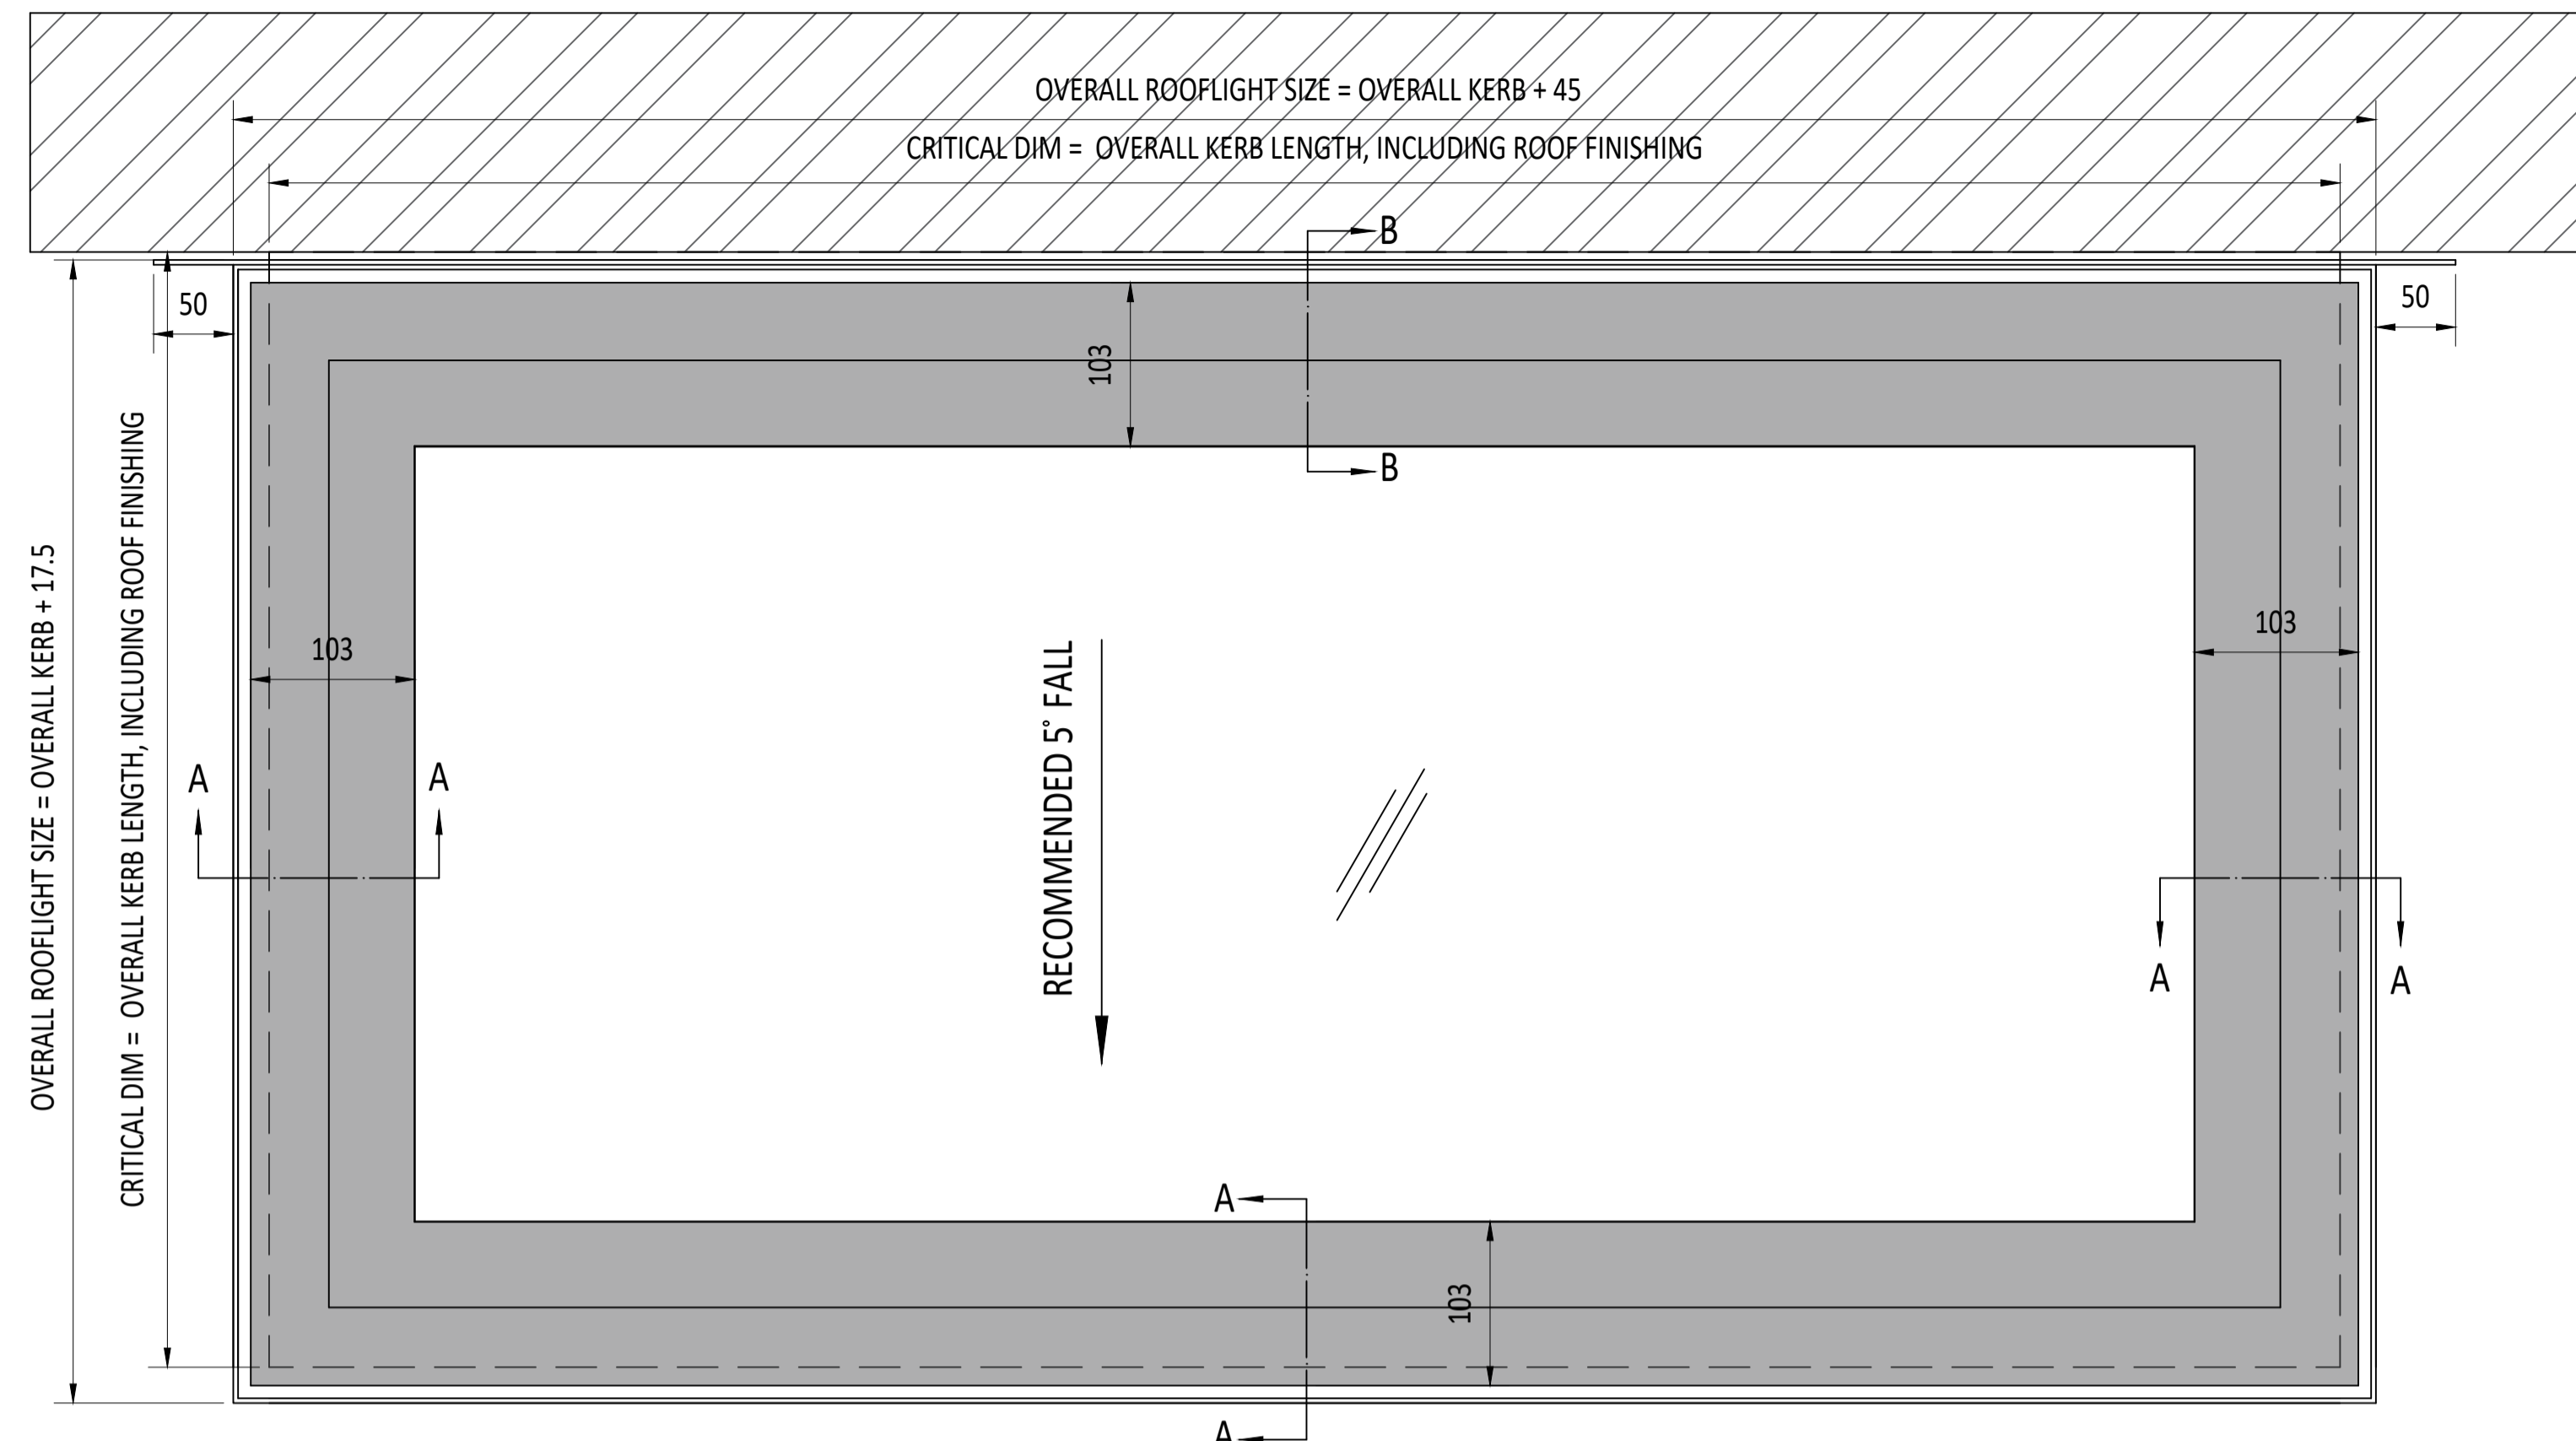 OVERALL ROOFLIGHT SIZE = OVERALL KERB + 45
CRITICAL DIM = OVERALL KERB LENGTH, INCLUDING ROOF FINISHING
B
50
50
103
B
OVERALL ROOFLIGHT SIZE = OVERALL KERB + 17.5
CRITICAL DIM = OVERALL KERB LENGTH, INCLUDING ROOF FINISHING
103
103
RECOMMENDED 5° FALL
A
A
A
A
A
103
A